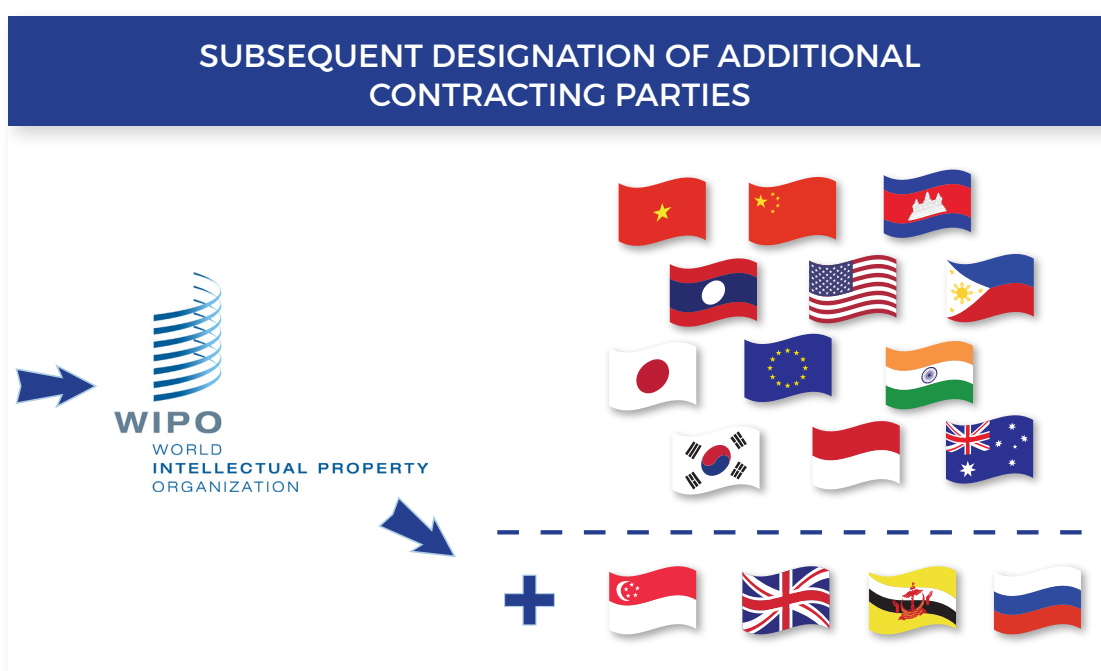 SUBSEQUENT DESIGNATION OF ADDITIONAL
CONTRACTING PARTIES
WIPO
WORLD
INTELLECTUAL PROPERTY
ORGANIZATION